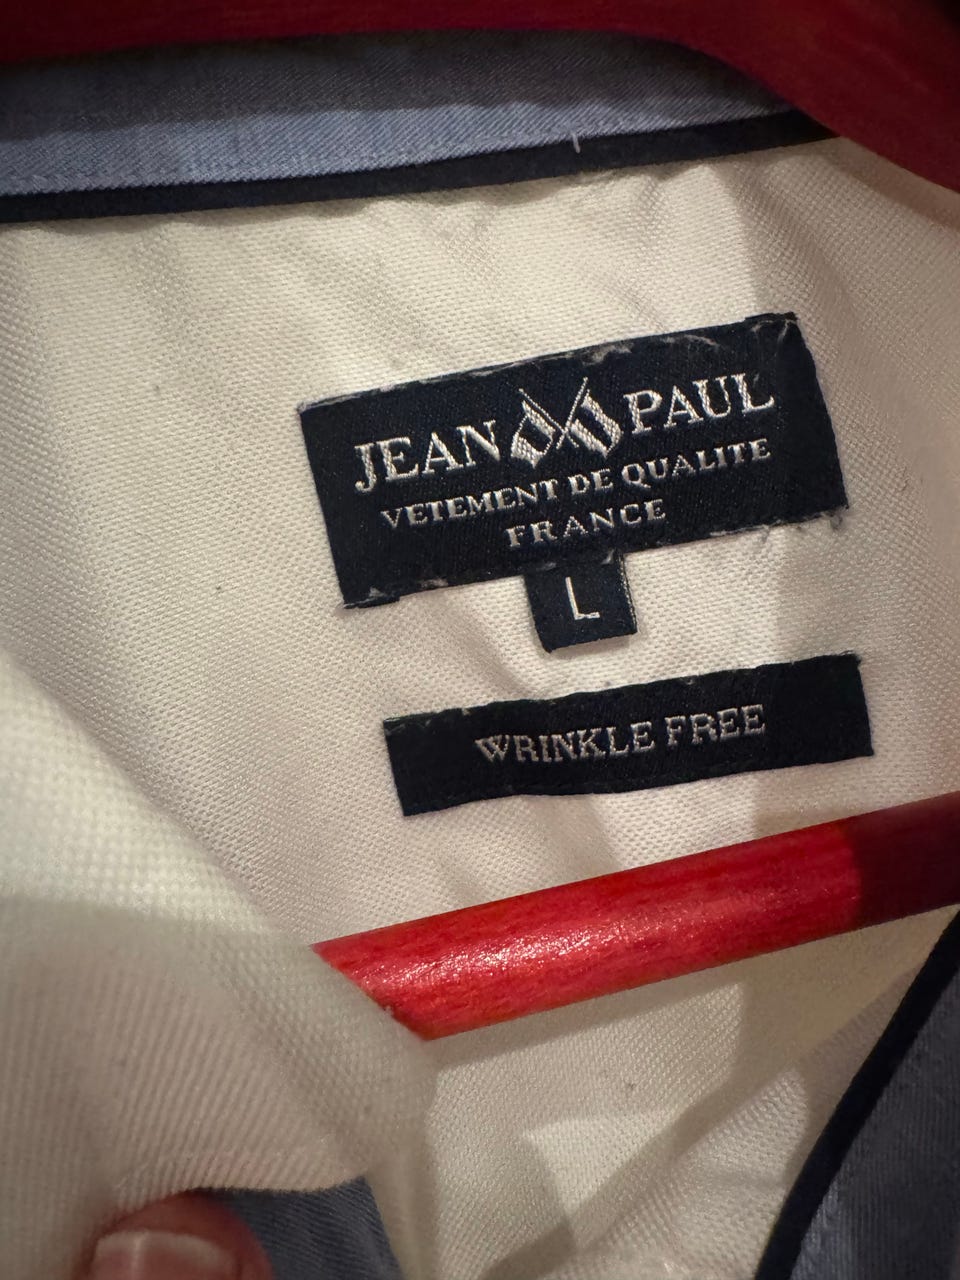 JEAN PAUL
VETEMENT DE QUALITE
FRANCE
L
WRINKLE FREE